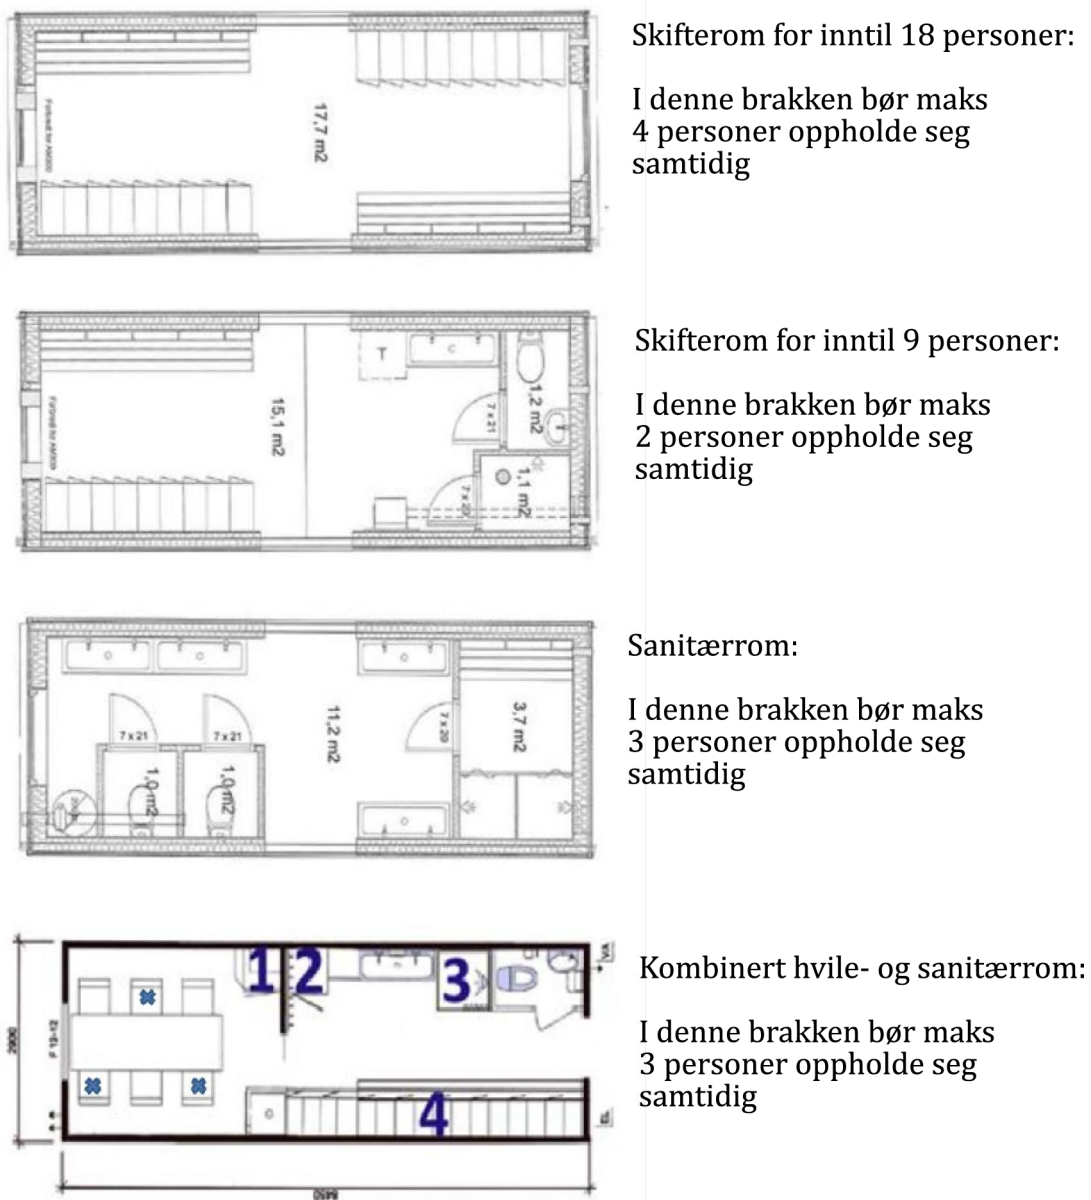 Skifterom for inntil 18 personer:
I denne brakken bør maks
4 personer oppholde seg
samtidig
17,7 m2
Skifterom for inntil 9 personer:
I denne brakken bør maks
2 personer oppholde seg
samtidig
15,1 m2
T
C
1,2 m2
7 x 21
1,1 m2
Sanitærrom:
I denne brakken bør maks
3 personer oppholde seg
samtidig
7 x 21
7 x 21
1,0 m2
1,0 m2
11,2 m2
7 x 20
3,7 m2
Kombinert hvile- og sanitærrom:
I denne brakken bør maks
3 personer oppholde seg
samtidig
1
2
3
4
VA
EL
2900
8450